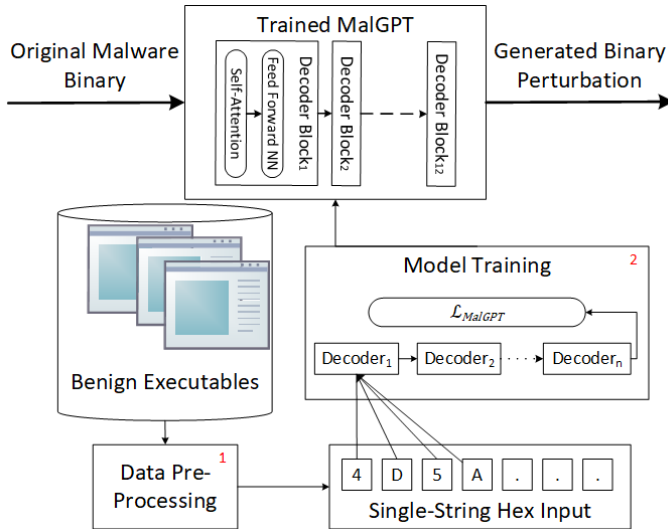 Trained MalGPT
Original Malware
Binary
Self-Attention
Feed Forward NN
Decoder Block1
Decoder Block2
Decoder Block12
Generated Binary
Perturbation
Benign Executables
2
Model Training
ℒMalGPT
Decoder1
Decoder2
Decodern
1
Data Pre-
Processing
4 D 5 A . . .
Single-String Hex Input